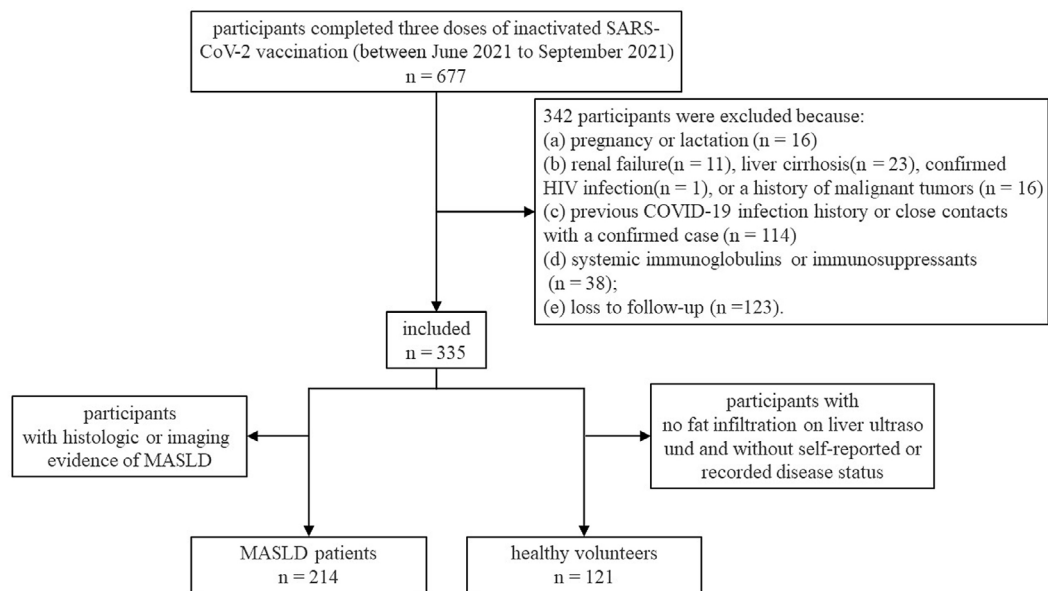 participants completed three doses of inactivated SARS-
CoV-2 vaccination (between June 2021 to September 2021)
n = 677
342 participants were excluded because:
(a) pregnancy or lactation (n = 16)
(b) renal failure(n = 11), liver cirrhosis(n = 23), confirmed
HIV infection(n = 1), or a history of malignant tumors (n = 16)
(c) previous COVID-19 infection history or close contacts
with a confirmed case (n = 114)
(d) systemic immunoglobulins or immunosuppressants
(n = 38);
(e) loss to follow-up (n =123).
included
n = 335
participants
with histologic or imaging
evidence of MASLD
participants with
no fat infiltration on liver ultraso
und and without self-reported or
recorded disease status
MASLD patients
n = 214
healthy volunteers
n = 121